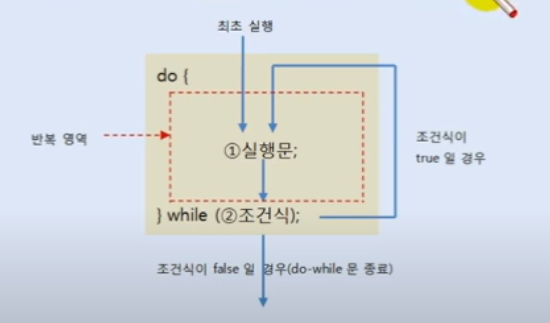 최초 실행
do {
반복 영역
①실행문;
조건식이
true 일 경우
} while (②조건식);
조건식이 false 일 경우(do-while 문 종료)